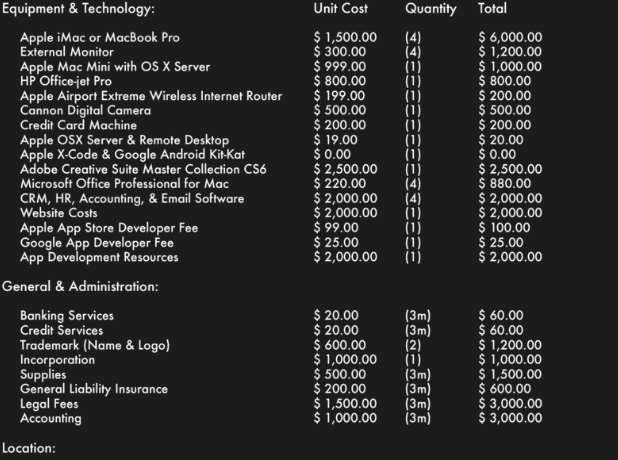 Equipment & Technology: Unit Cost Quantity Total
Apple iMac or MacBook Pro $ 1,500.00 (4) $ 6,000.00
External Monitor $ 300.00 (4) $ 1,200.00
Apple Mac Mini with OS X Server $ 999.00 (1) $ 1,000.00
HP Office-jet Pro $ 800.00 (1) $ 800.00
Apple Airport Extreme Wireless Internet Router $ 199.00 (1) $ 200.00
Cannon Digital Camera $ 500.00 (1) $ 500.00
Credit Card Machine $ 200.00 (1) $ 200.00
Apple OSX Server & Remote Desktop $ 19.00 (1) $ 20.00
Apple X-Code & Google Android Kit-Kat $ 0.00 (1) $ 0.00
Adobe Creative Suite Master Collection CS6 $ 2,500.00 (1) $ 2,500.00
Microsoft Office Professional for Mac $ 220.00 (4) $ 880.00
CRM, HR, Accounting, & Email Software $ 2,000.00 (4) $ 2,000.00
Website Costs $ 2,000.00 (1) $ 2,000.00
Apple App Store Developer Fee $ 99.00 (1) $ 100.00
Google App Developer Fee $ 25.00 (1) $ 25.00
App Development Resources $ 2,000.00 (1) $ 2,000.00
General & Administration:
Banking Services $ 20.00 (3m) $ 60.00
Credit Services $ 20.00 (3m) $ 60.00
Trademark (Name & Logo) $ 600.00 (2) $ 1,200.00
Incorporation $ 1,000.00 (1) $ 1,000.00
Supplies $ 500.00 (3m) $ 1,500.00
General Liability Insurance $ 200.00 (3m) $ 600.00
Legal Fees $ 1,500.00 (3m) $ 3,000.00
Accounting $ 1,000.00 (3m) $ 3,000.00
Location: